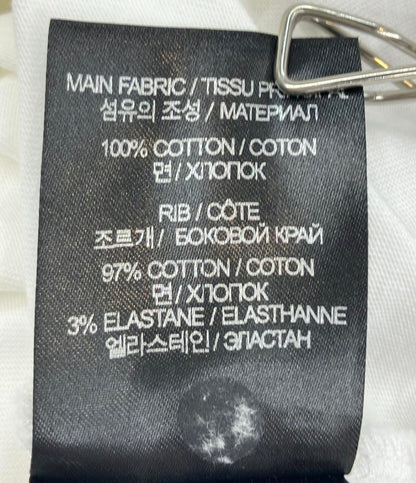 MAIN FABRIC / TISSU PRINCIPAL
섬유의 조성 / МАТЕРИАЛ
100% COTTON / COTON
면 / ХЛОПОК
RIB / CÔTE
조르개 / БОКОВОЙ КРАЙ
97% COTTON / COTON
면 / ХЛОПОК
3% ELASTANE / ELASTHANNE
엘라스테인 / ЭЛАСТАН